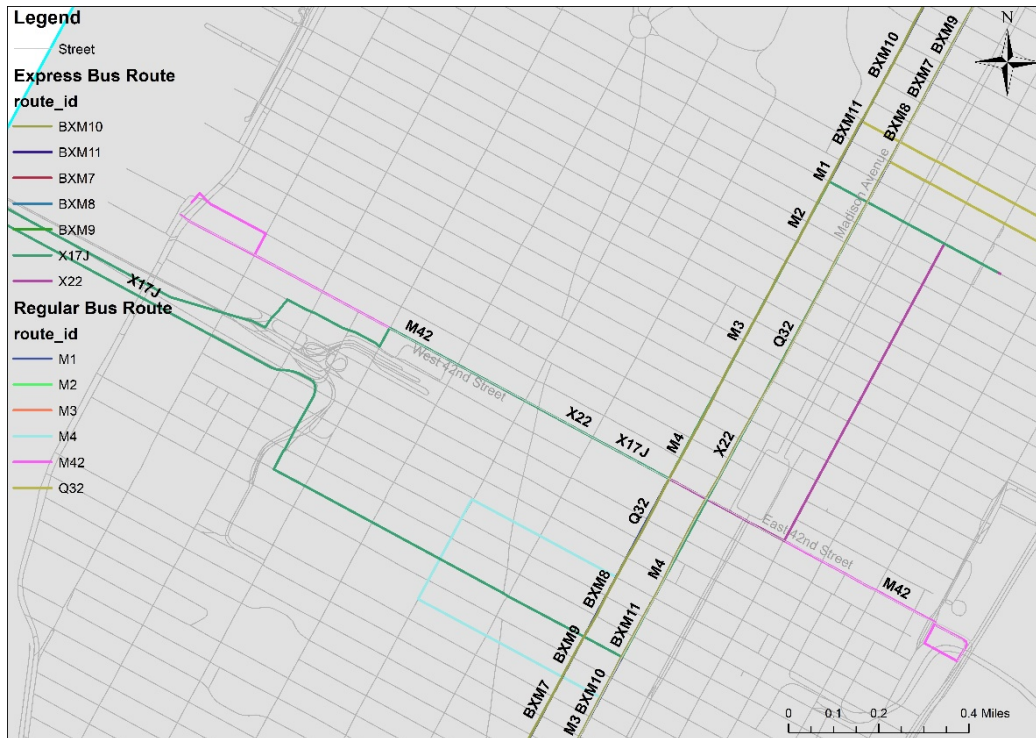 Legend
Street
Express Bus Route
route_id
BXM10
BXM11
BXM7
BXM8
BXM9
X17J
X22
Regular Bus Route
route_id
M1
M2
M3
M4
M42
Q32
N
BXM10
BXM9
BXM7
BXM11
BXM8
M1
Madison Avenue
M2
X17J
M3
Q32
M42
West 42nd Street
X22
X17J
M4
X22
Q32
East 42nd Street
M4
BXM8
M42
BXM9
BXM11
BXM7
BXM10
M3
0 0.1 0.2 0.4 Miles